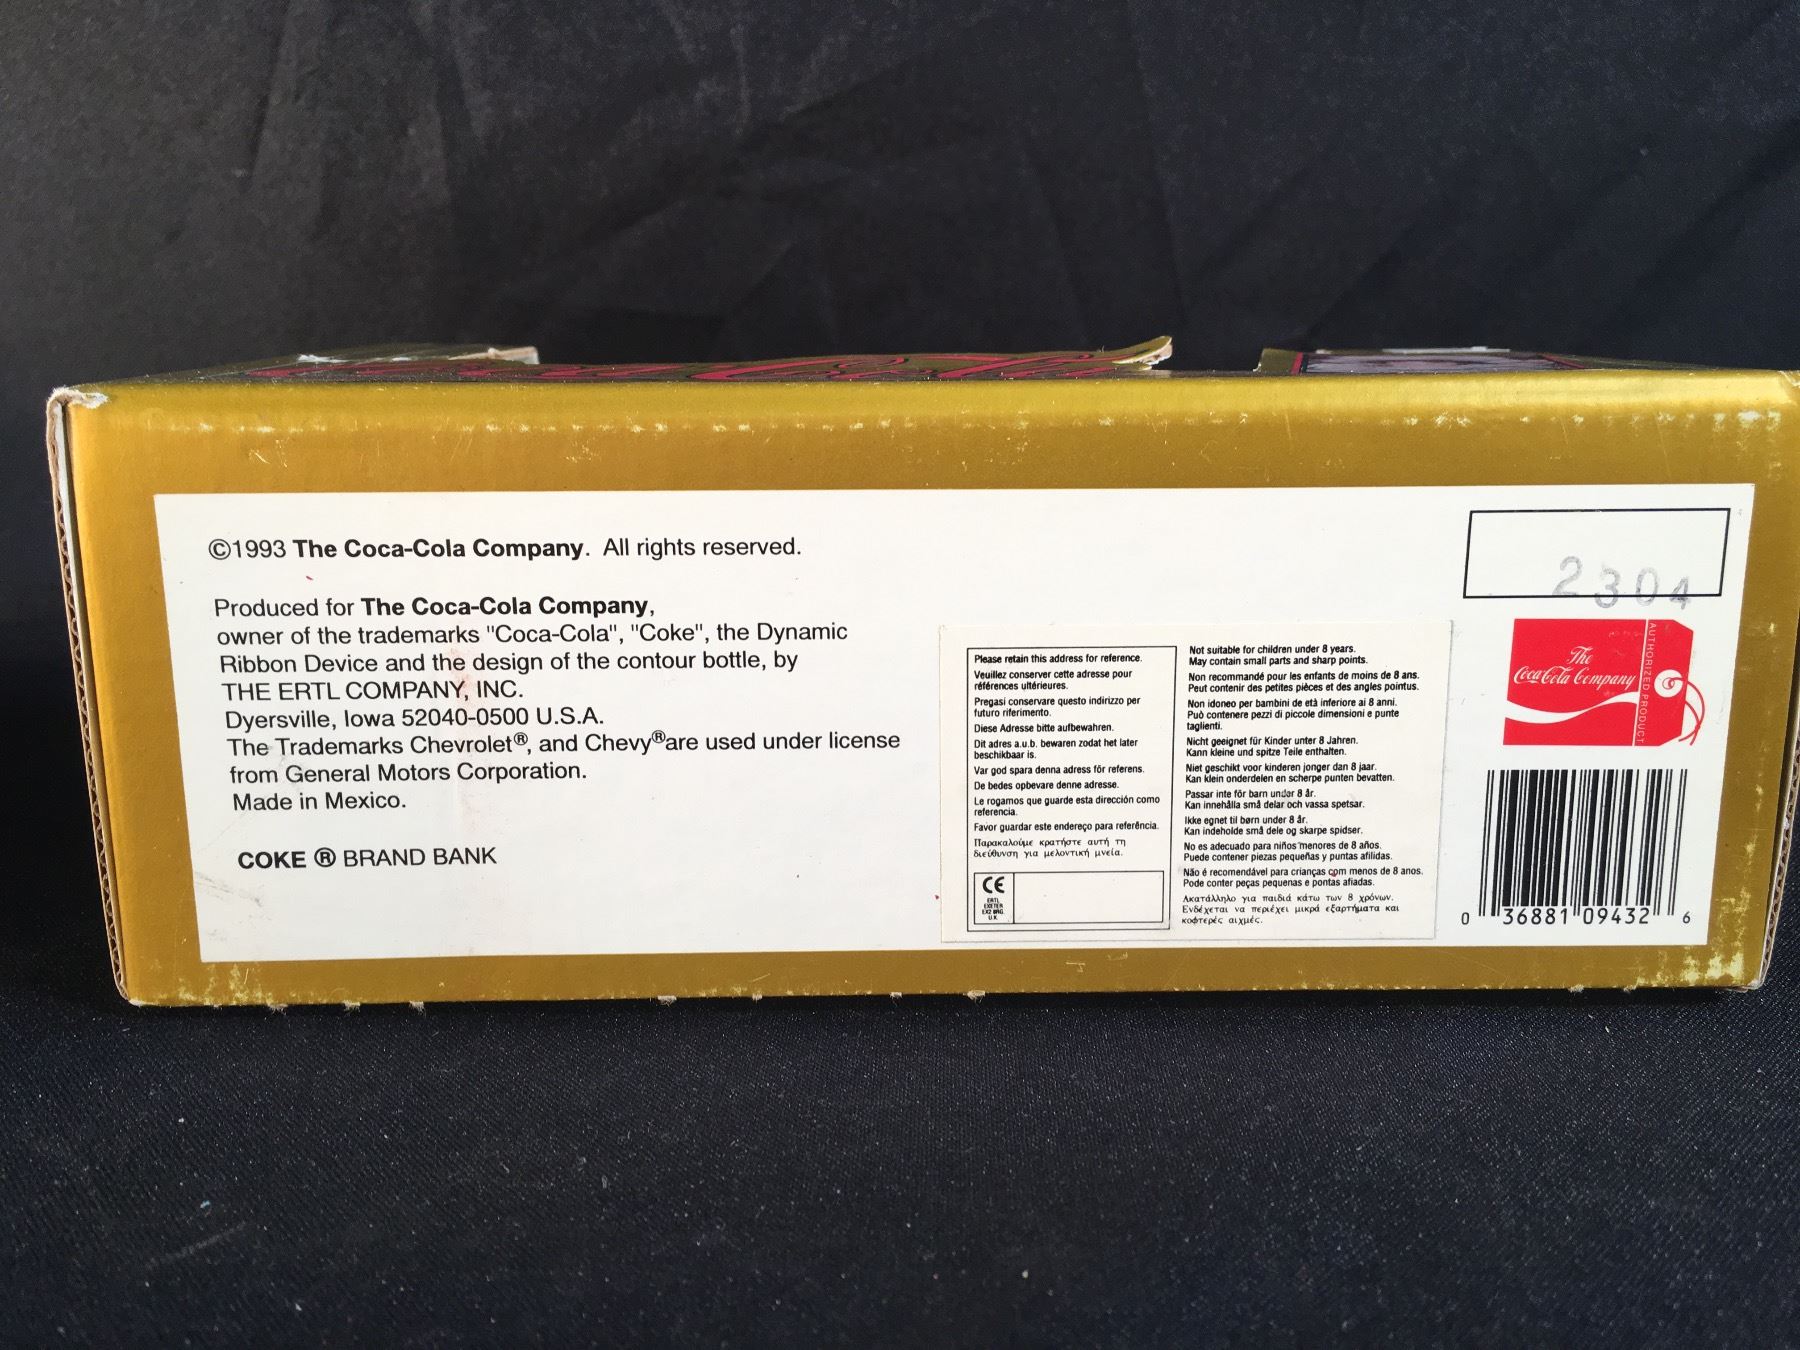 ©1993 The Coca-Cola Company. All rights reserved.
Produced for The Coca-Cola Company,
owner of the trademarks "Coca-Cola", "Coke", the Dynamic
Ribbon Device and the design of the contour bottle, by
THE ERTL COMPANY, INC.
Dyersville, Iowa 52040-0500 U.S.A.
The Trademarks Chevrolet®, and Chevy®are used under license
from General Motors Corporation.
Made in Mexico.
COKE ® BRAND BANK
Please retain this address for reference.
Veuillez conserver cette adresse pour
références ultérieures.
Pregasi conservare questo indirizzo per
futuro riferimento.
Diese Adresse bitte aufbewahren.
Dit adres a.u.b. bewaren zodat het later
beschikbaar is.
Var god spara denna adress för referens.
De bedes opbevare denne adresse.
Le rogamos que guarde esta dirección como
referencia.
Favor guardar este endereço para referência.
Παρακαλούμε κρατήστε αυτή τη
διεύθυνση για μελοντική μνεία.
CE
ERTL
EXETER
U.K
Not suitable for children under 8 years.
May contain small parts and sharp points.
Non recommandé pour les enfants de moins de 8 ans.
Peut contenir des petites pièces et des angles pointus.
Non idoneo per bambini de età inferiore ai 8 anni.
Può contenere pezzi di piccole dimensioni e punte
taglienti.
Nicht geeignet für Kinder unter 8 Jahren.
Kann kleine und spitze Teile enthalten.
Niet geschikt voor kinderen jonger dan 8 jaar.
Kan klein onderdelen en scherpe punten bevatten.
Passar inte för barn under 8 år.
Kan innehålla små delar och vassa spetsar.
Ikke egnet til børn under 8 år.
Kan indeholde små dele og skarpe spidser.
No es adecuado para niños menores de 8 años.
Puede contener piezas pequeñas y puntas afiladas.
Não é recomendável para crianças com menos de 8 anos.
Pode conter peças pequenas e pontas afiadas.
Ακατάλληλο για παιδιά κάτω των 8 χρόνων.
Ενδέχεται να περιέχει μικρά εξαρτήματα και
κοφτερές αιχμές.
2304
The
Coca-Cola Company
AUTHORIZED PRODUCT
0 36881 09432 6